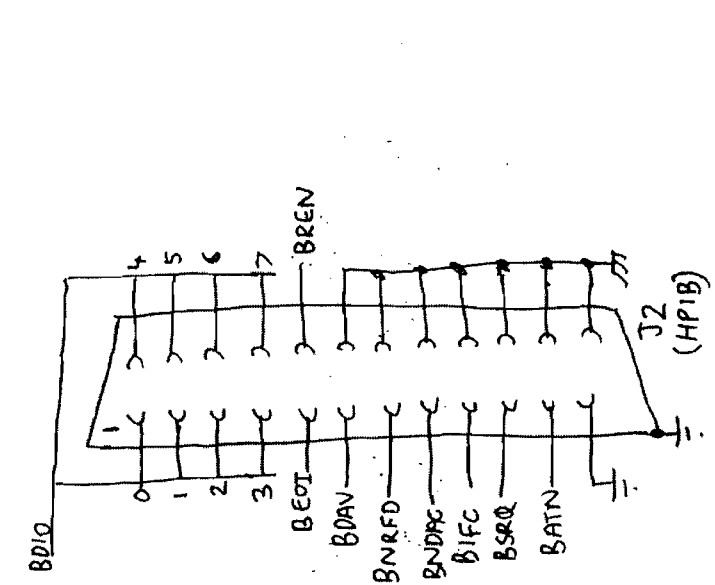 BDIO
4
5
6
7
BREN
1
0
1
2
3
BEOI
BDAV
BNRFD
BNDAC
BIFC
BSRQ
BATN
J2
(HPIB)